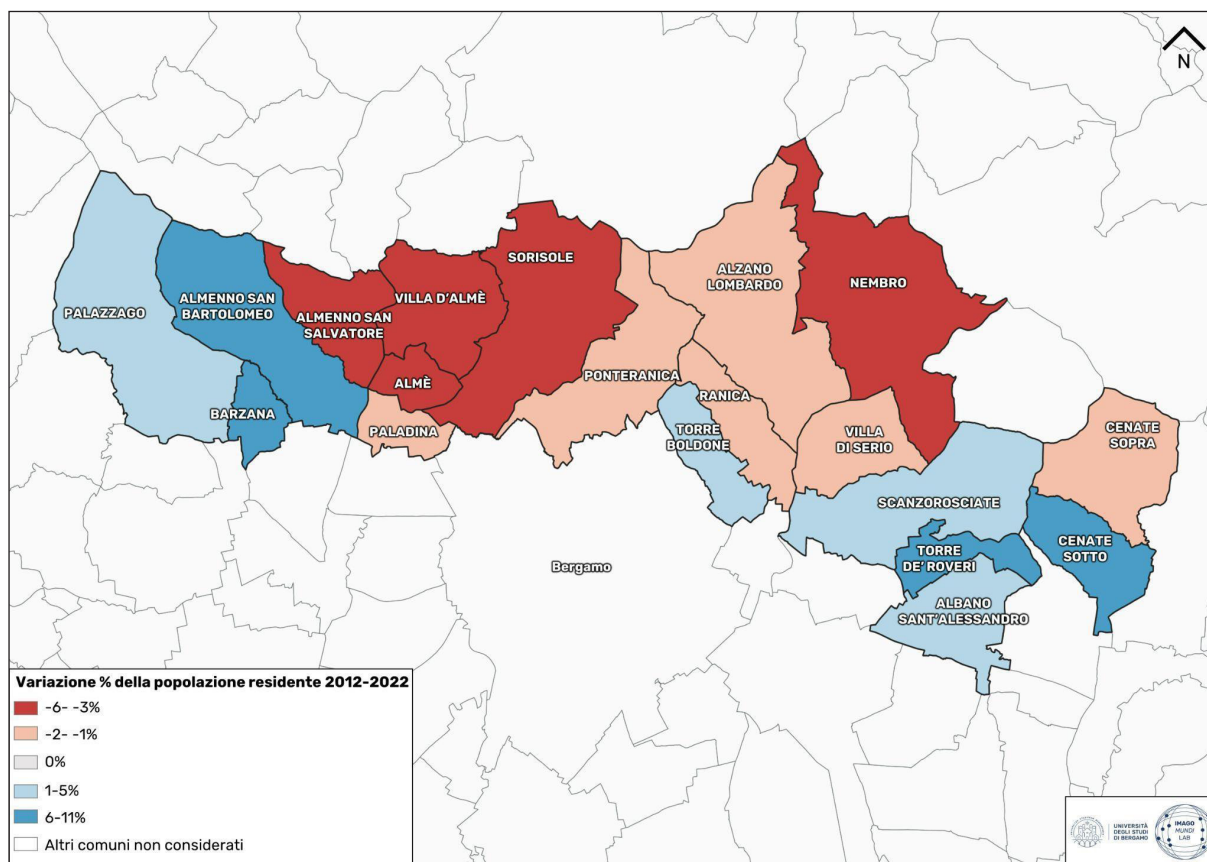 N
SORISOLE
ALZANO
LOMBARDO
NEMBRO
PALAZZAGO
ALMENNO SAN
BARTOLOMEO
VILLA D'ALMÈ
ALMENNO SAN
SALVATORE
ALMÈ
PONTERANICA
RANICA
BARZANA
PALADINA
TORRE
BOLDONE
VILLA
DI SERIO
CENATE
SOPRA
SCANZOROSCIATE
TORRE
DE' ROVERI
CENATE
SOTTO
Bergamo
ALBANO
SANT'ALESSANDRO
Variazione % della popolazione residente 2012-2022
-6- -3%
-2- -1%
0%
1-5%
6-11%
Altri comuni non considerati
UNIVERSITÀ
DEGLI STUDI
DI BERGAMO
IMAGO
MUNDI
LAB